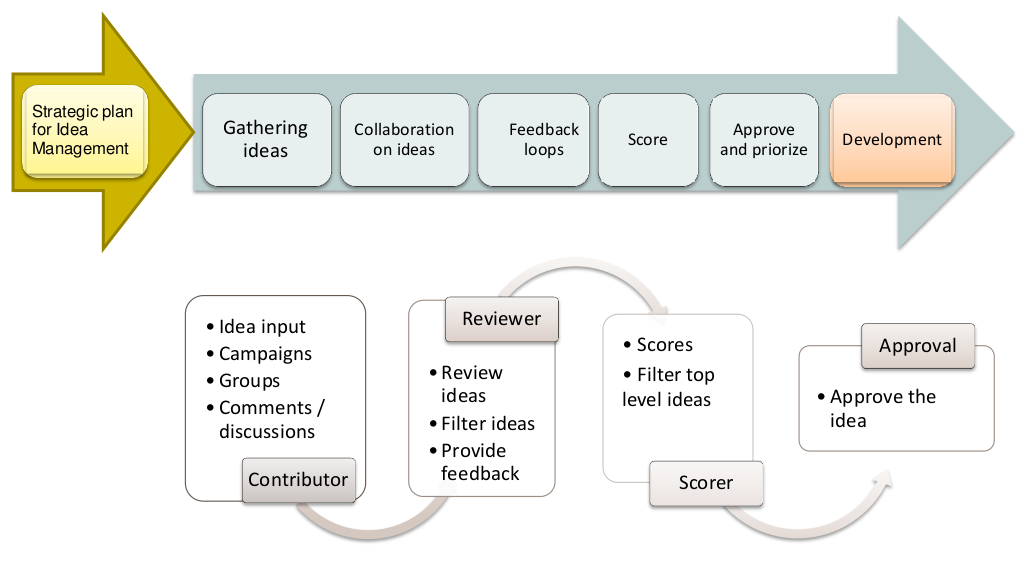 Strategic plan
for Idea
Management
Gathering
ideas
Collaboration
on ideas
Feedback
loops
Score
Approve
and priorize
Development
• Idea input
• Campaigns
• Groups
• Comments /
discussions
Contributor
Reviewer
• Review
ideas
• Filter ideas
• Provide
feedback
• Scores
• Filter top
level ideas
Scorer
Approval
• Approve the
idea